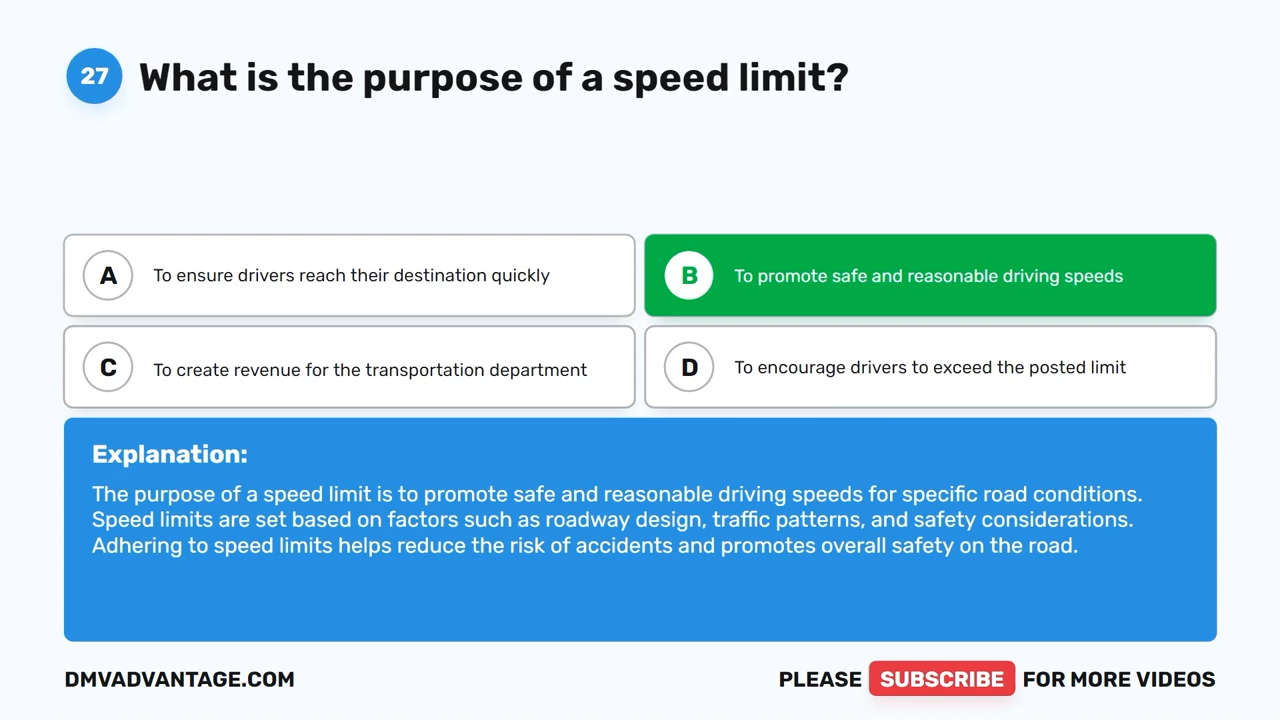 27
What is the purpose of a speed limit?
A
To ensure drivers reach their destination quickly
B
To promote safe and reasonable driving speeds
C
To create revenue for the transportation department
D
To encourage drivers to exceed the posted limit
Explanation:
The purpose of a speed limit is to promote safe and reasonable driving speeds for specific road conditions.
Speed limits are set based on factors such as roadway design, traffic patterns, and safety considerations.
Adhering to speed limits helps reduce the risk of accidents and promotes overall safety on the road.
DMVADVANTAGE.COM
PLEASE SUBSCRIBE FOR MORE VIDEOS